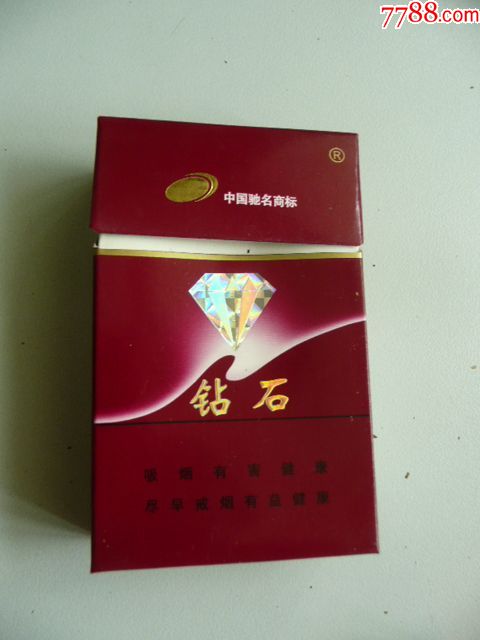 7788.com
®
中国驰名商标
钻石
吸烟有害健康
尽早戒烟有益健康